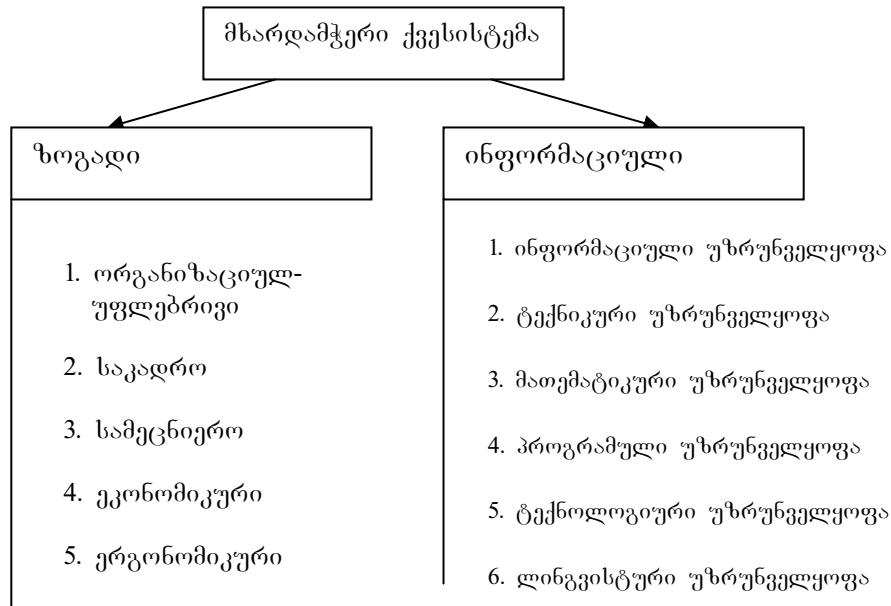 მხარდამჭერი ქვესისტემა
ზოგადი
1. ორგანიზაციულ-
უფლებრივი
2. საკადრო
3. სამეცნიერო
4. ეკონომიკური
5. ერგონომიკური
ინფორმაციული
1. ინფორმაციული უზრუნველყოფა
2. ტექნიკური უზრუნველყოფა
3. მათემატიკური უზრუნველყოფა
4. პროგრამული უზრუნველყოფა
5. ტექნოლოგიური უზრუნველყოფა
6. ლინგვისტური უზრუნველყოფა